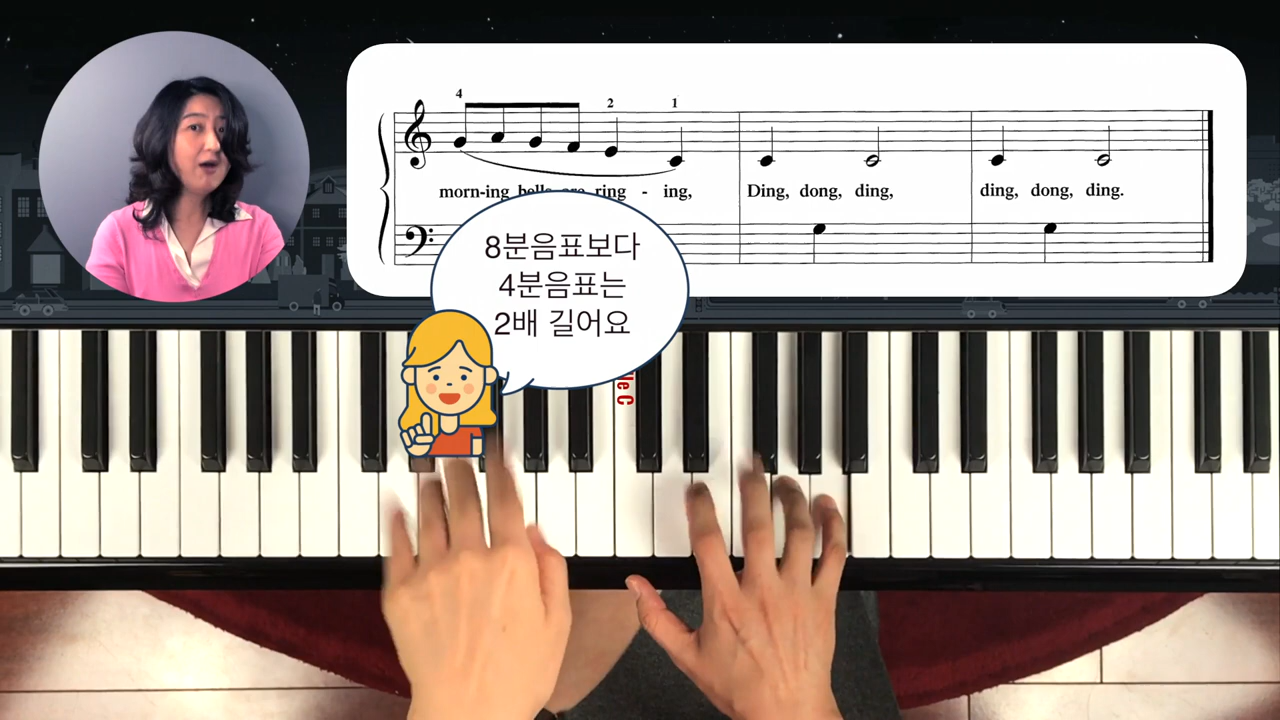 4 2 1
morn-ing ring - ing, Ding, dong, ding, ding, dong, ding.
8분음표보다
4분음표는
2배 길어요
C